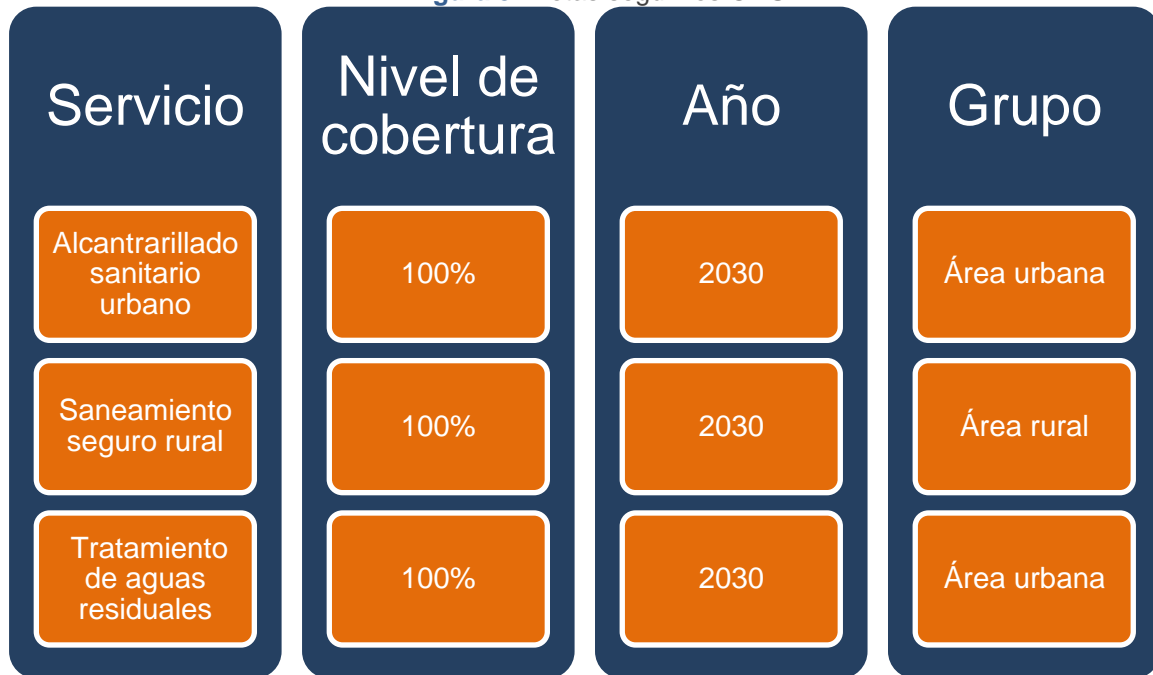 Servicio
Nivel de
cobertura
Año
Grupo
Alcantrarillado
sanitario
urbano
100%
2030
Área urbana
Saneamiento
seguro rural
100%
2030
Área rural
Tratamiento
de aguas
residuales
100%
2030
Área urbana